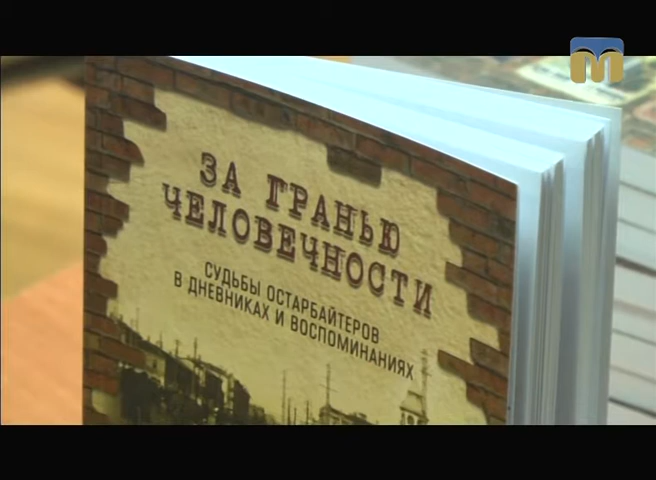 ЗА ГРАНЬЮ
ЧЕЛОВЕЧНОСТИ
СУДЬБЫ ОСТАРБАЙТЕРОВ
В ДНЕВНИКАХ И ВОСПОМИНАНИЯХ